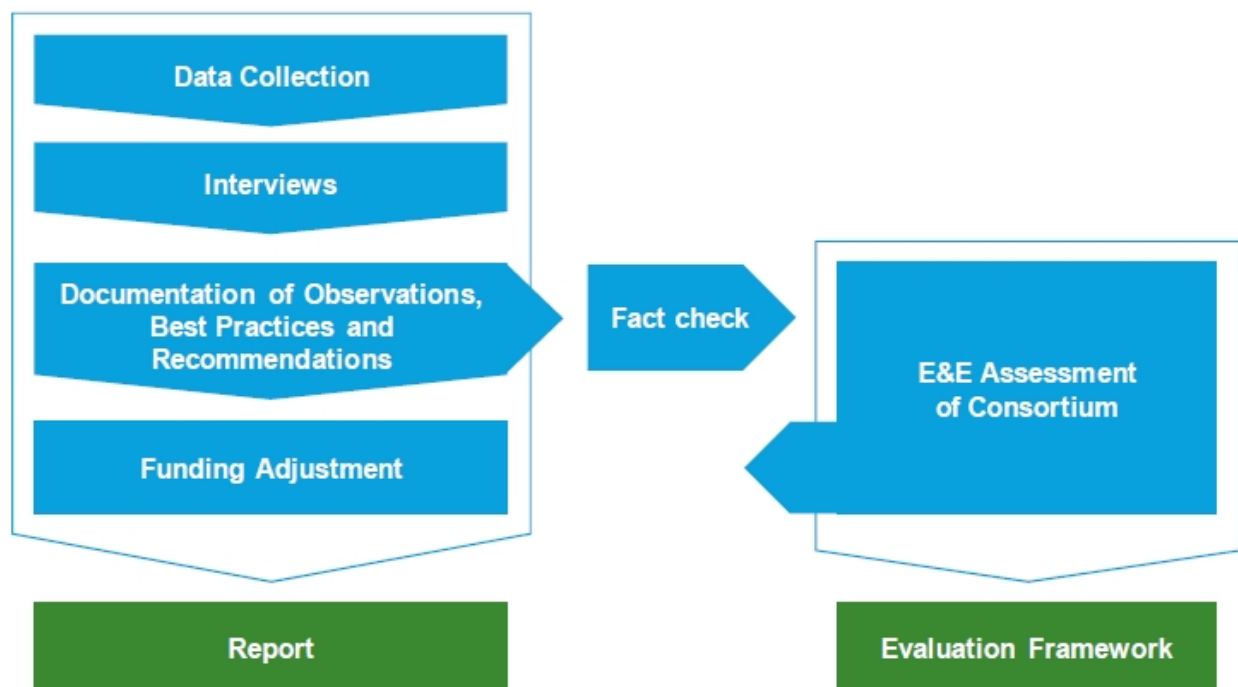 Data Collection
Interviews
Documentation of Observations,
Best Practices and
Recommendations
Fact check
E&E Assessment
of Consortium
Funding Adjustment
Report
Evaluation Framework